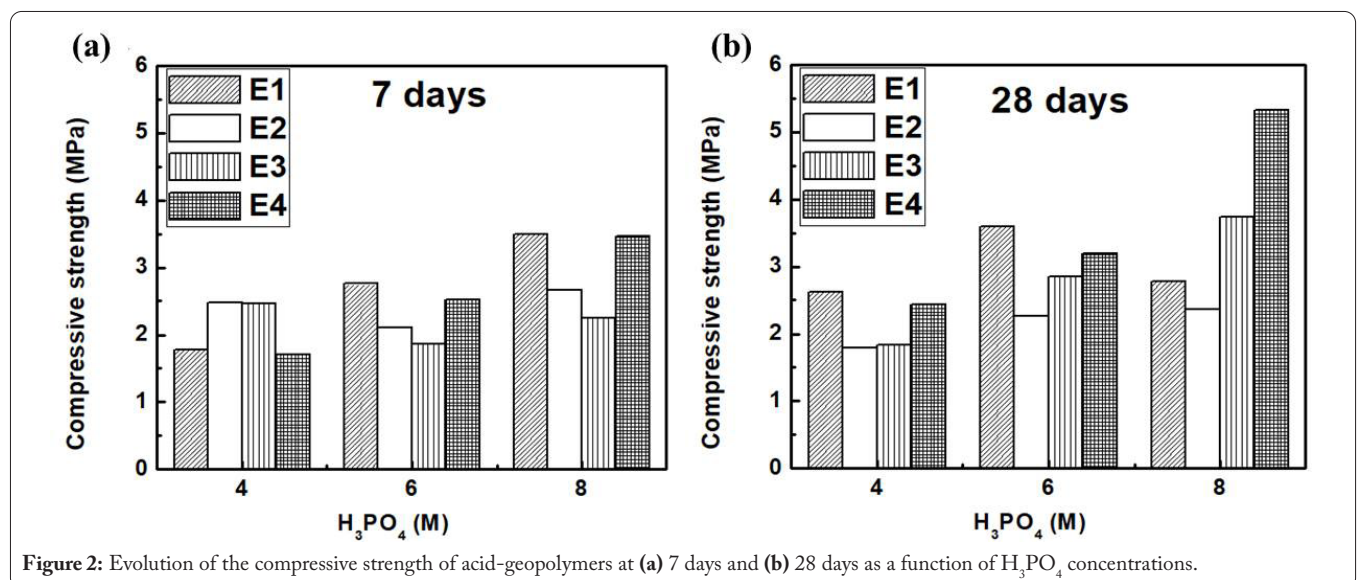 (a)
6
5
4
3
2
1
0
Compressive strength (MPa)
E1
E2
E3
E4
7 days
4 6 8
H₃PO₄ (M)
(b)
6
5
4
3
2
1
0
Compressive strength (MPa)
E1
E2
E3
E4
28 days
4 6 8
H₃PO₄ (M)
Figure 2: Evolution of the compressive strength of acid-geopolymers at (a) 7 days and (b) 28 days as a function of H₃PO₄ concentrations.